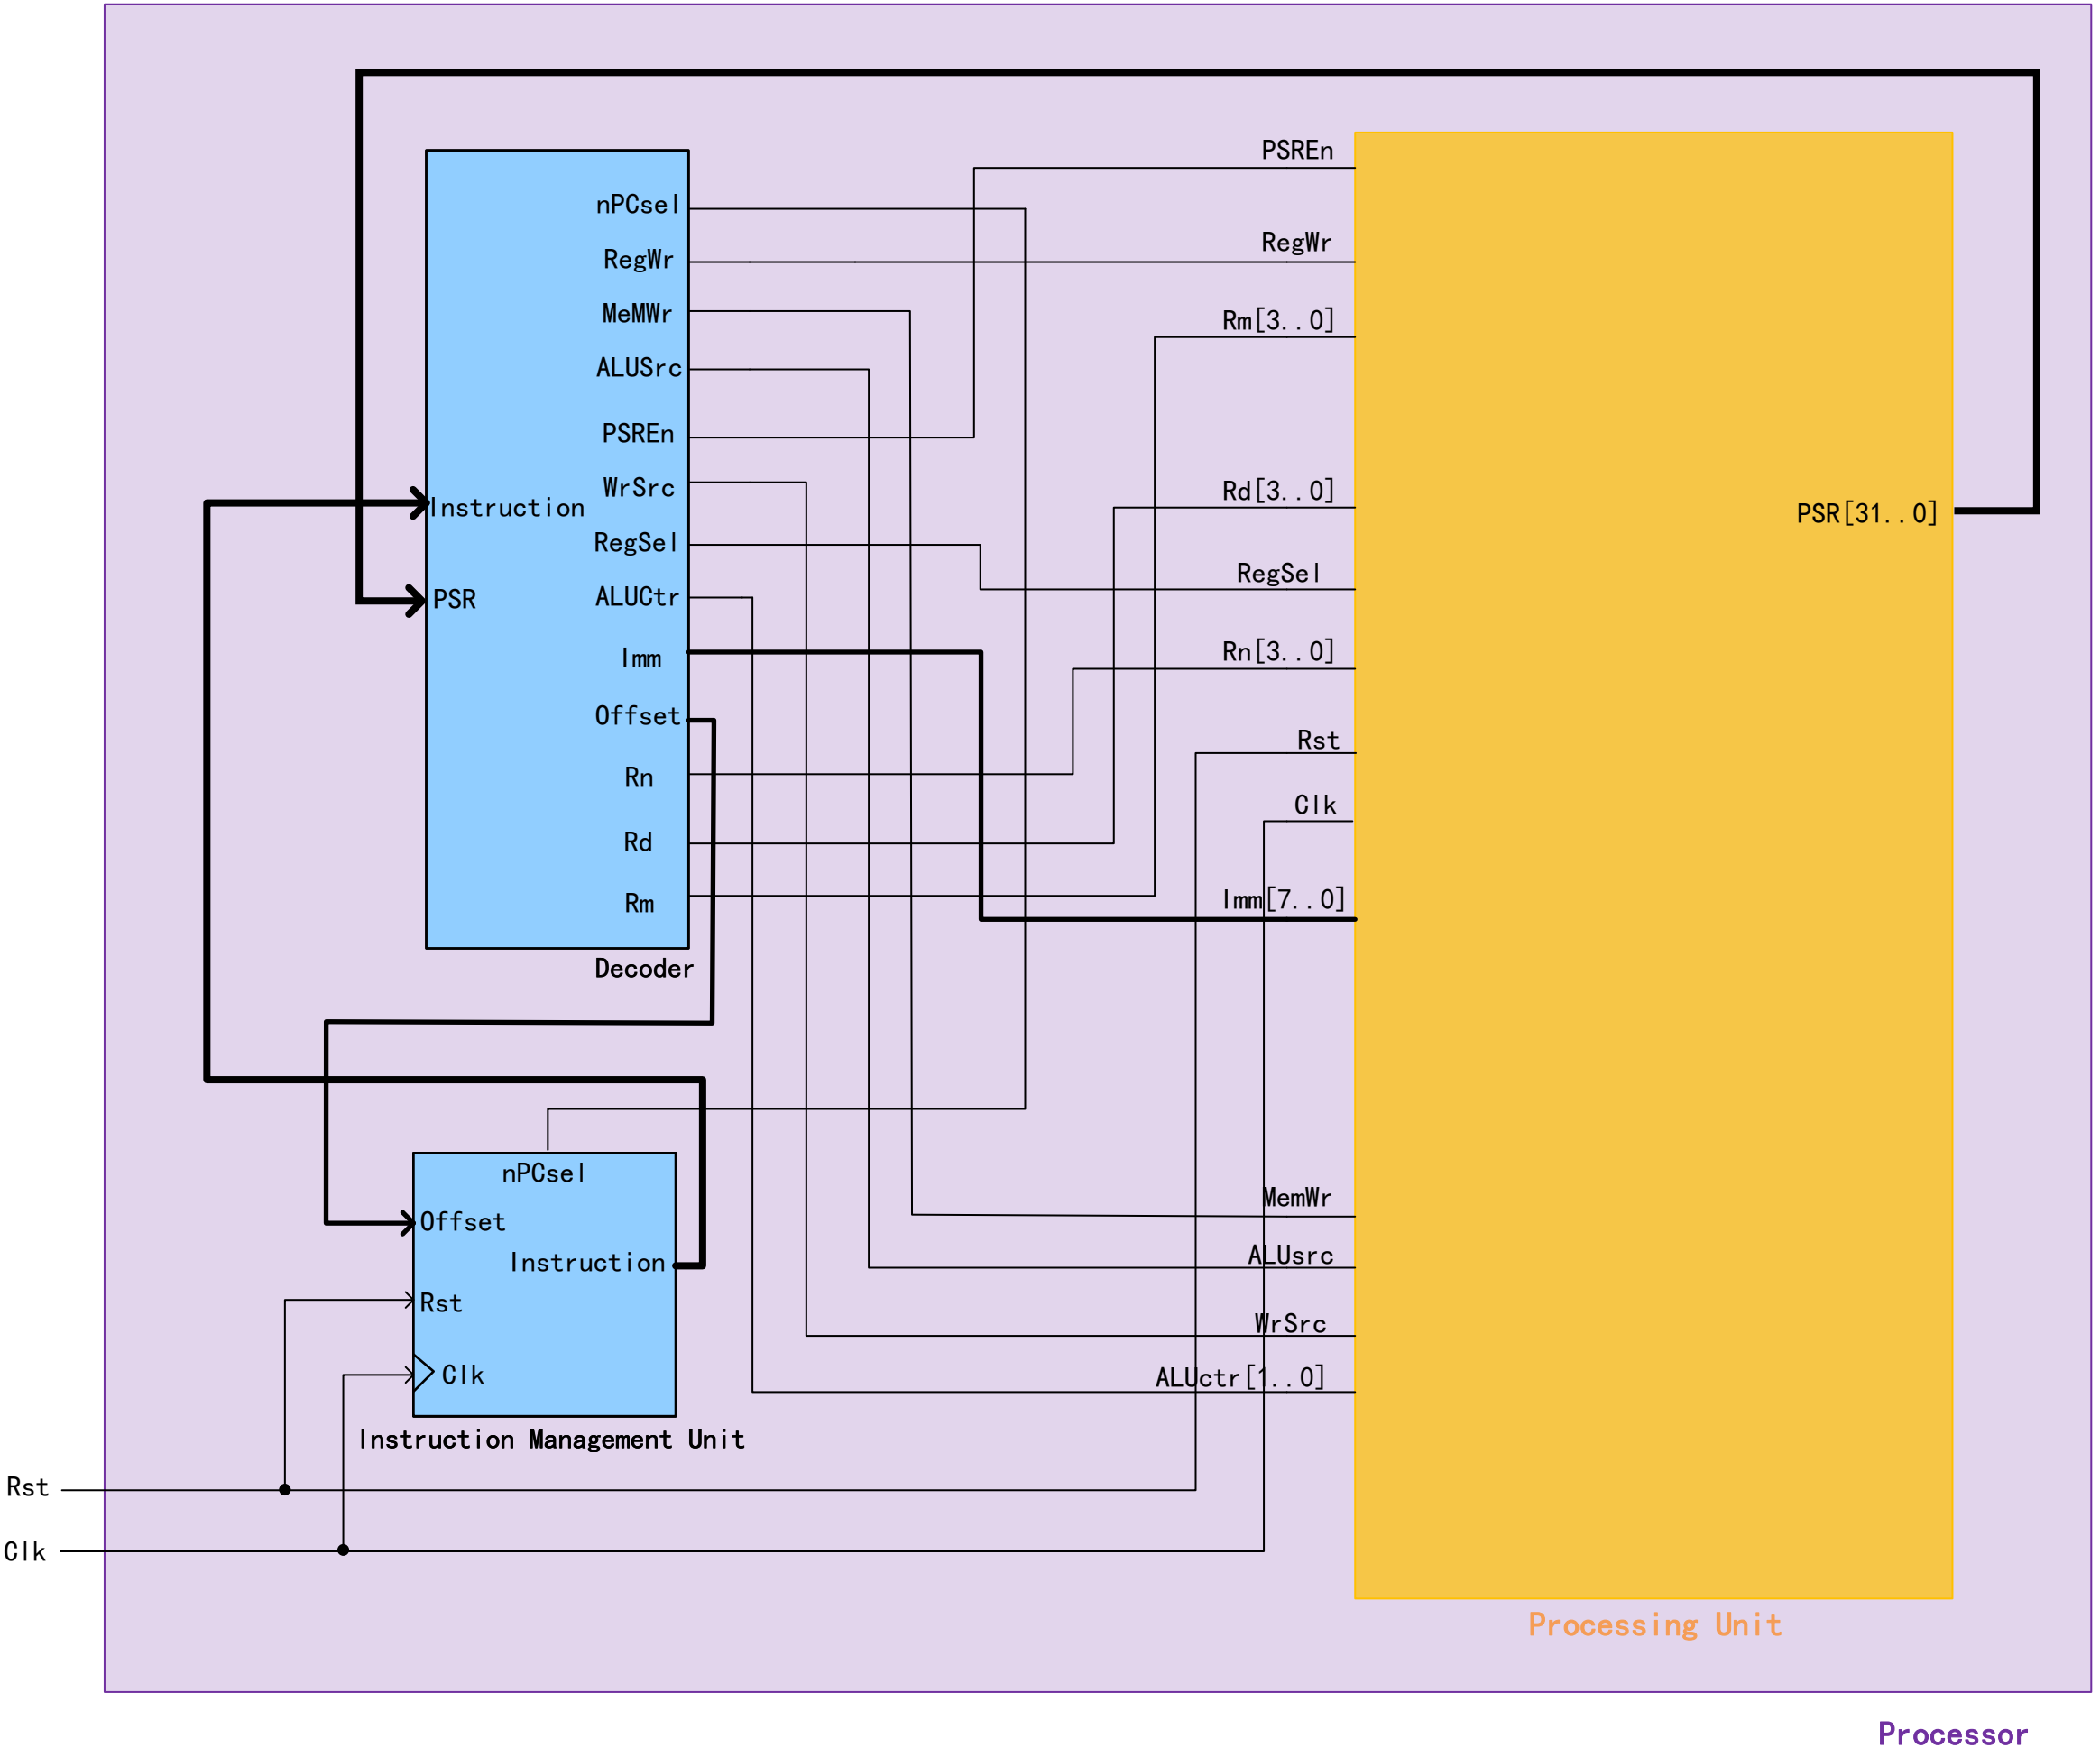 nPCsel
RegWr
MeMWr
ALUSrc
PSREn
WrSrc
RegSel
ALUCtr
Imm
Offset
Rn
Rd
Rm
Instruction
PSR
Decoder
PSREn
RegWr
Rm[3..0]
Rd[3..0]
RegSel
Rn[3..0]
Rst
Clk
Imm[7..0]
MemWr
ALUsrc
WrSrc
ALUctr[1..0]
PSR[31..0]
Processing Unit
nPCsel
Offset
Instruction
Rst
Clk
Instruction Management Unit
Rst
Clk
Processor